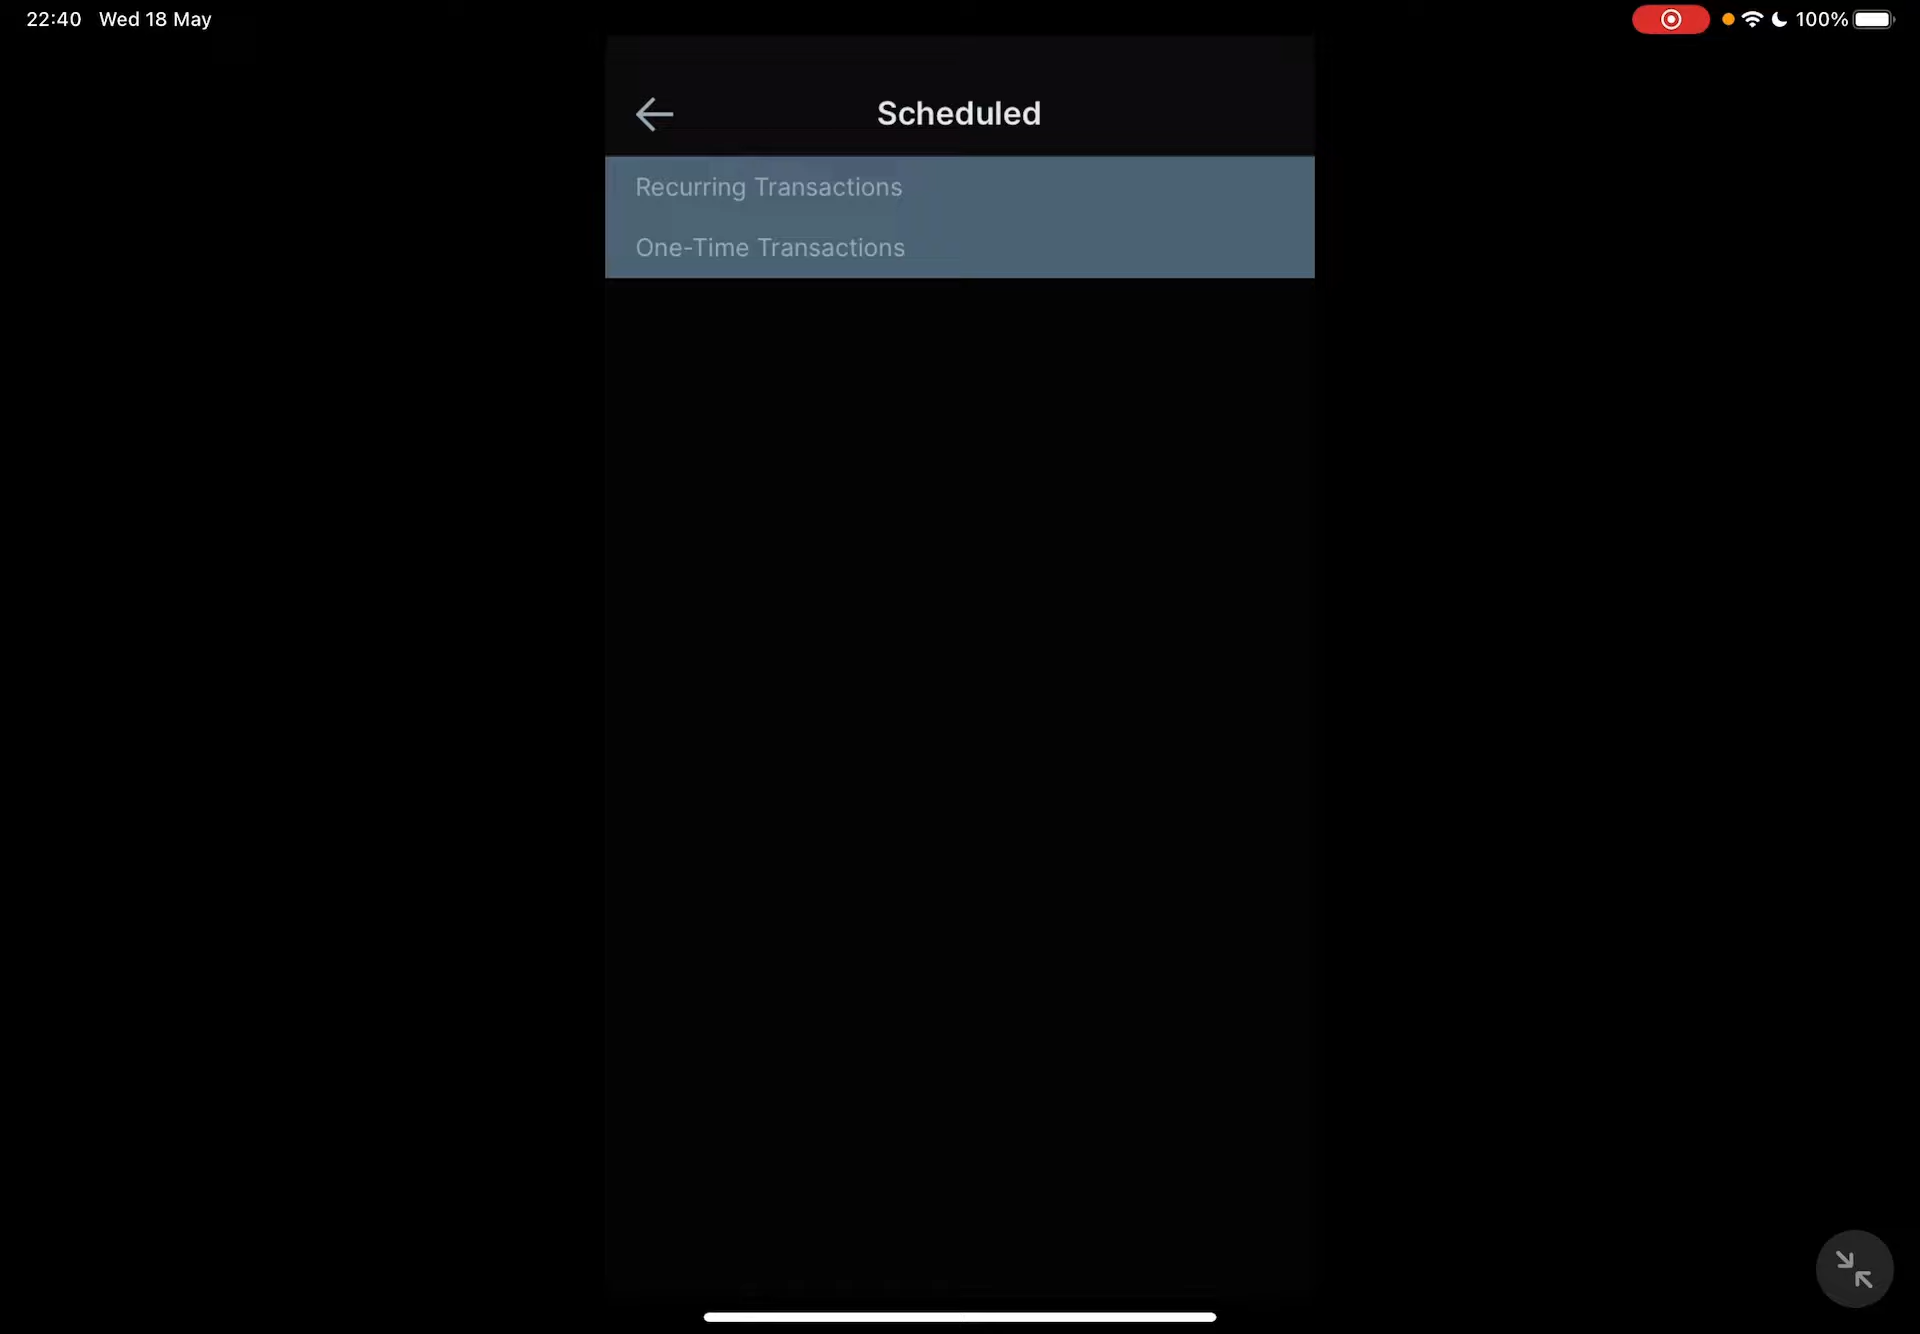 22:40 Wed 18 May
100%
Scheduled
Recurring Transactions
One-Time Transactions